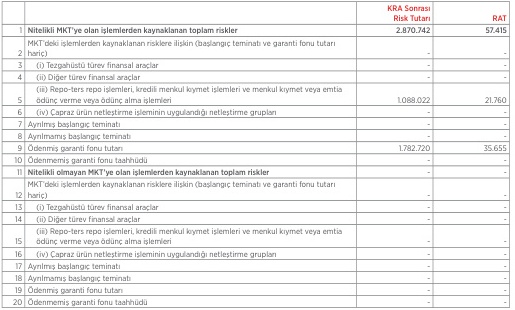 KRA Sonrası
Risk Tutarı RAT
1 Nitelikli MKT'ye olan işlemlerden kaynaklanan toplam riskler 2.870.742 57.415
MKT'deki işlemlerden kaynaklanan risklere ilişkin (başlangıç teminatı ve garanti fonu tutarı
2 hariç) - -
3 (i) Tezgahüstü türev finansal araçlar - -
4 (ii) Diğer türev finansal araçlar - -
(iii) Repo-ters repo işlemleri, kredili menkul kıymet işlemleri ve menkul kıymet veya emtia
5 ödünç verme veya ödünç alma işlemleri 1.088.022 21.760
6 (iv) Çapraz ürün netleştirme işleminin uygulandığı netleştirme grupları - -
7 Ayrılmış başlangıç teminatı - -
8 Ayrılmamış başlangıç teminatı - -
9 Ödenmiş garanti fonu tutarı 1.782.720 35.655
10 Ödenmemiş garanti fonu taahhüdü - -
11 Nitelikli olmayan MKT'ye olan işlemlerden kaynaklanan toplam riskler - -
MKT'deki işlemlerden kaynaklanan risklere ilişkin (başlangıç teminatı ve garanti fonu tutarı
12 hariç) - -
13 (i) Tezgahüstü türev finansal araçlar - -
14 (ii) Diğer türev finansal araçlar - -
(iii) Repo-ters repo işlemleri, kredili menkul kıymet işlemleri ve menkul kıymet veya emtia
15 ödünç verme veya ödünç alma işlemleri - -
16 (iv) Çapraz ürün netleştirme işleminin uygulandığı netleştirme grupları - -
17 Ayrılmış başlangıç teminatı - -
18 Ayrılmamış başlangıç teminatı - -
19 Ödenmiş garanti fonu tutarı - -
20 Ödenmemiş garanti fonu taahhüdü - -